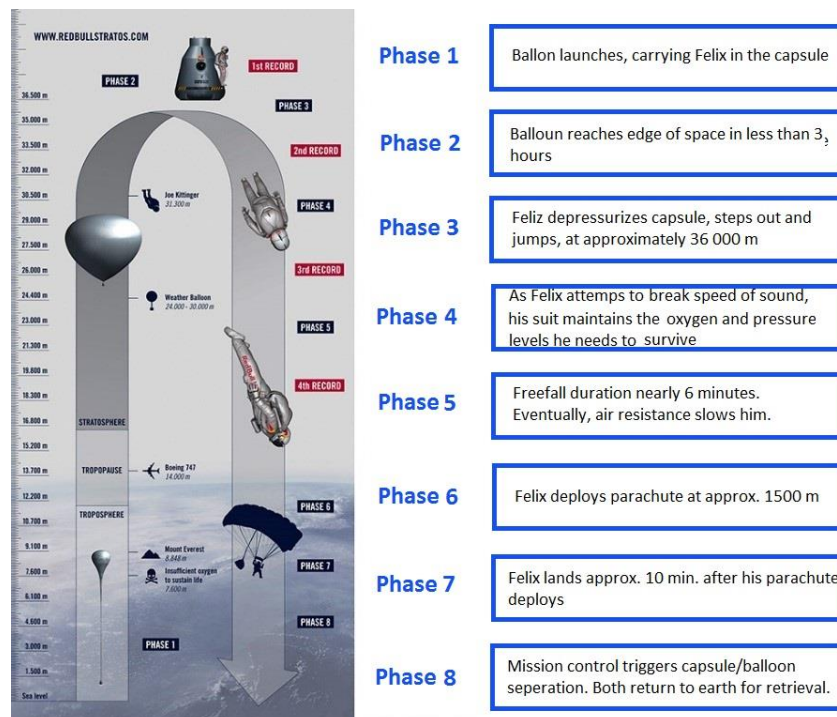 WWW.REDBULLSTRATOS.COM
1st RECORD
PHASE 2
36.500 m
PHASE 3
35.000 m
33.500 m
2nd RECORD
32.000 m
30.500 m
Joe Kittinger
31.300 m
PHASE 4
29.000 m
27.500 m
3rd RECORD
26.000 m
24.400 m
Weather Balloon
24.000 - 30.000 m
23.000 m
PHASE 5
21.300 m
19.800 m
RedBull
4th RECORD
18.300 m
16.800 m
STRATOSPHERE
15.200 m
13.700 m
TROPOPAUSE
Boeing 747
14.000 m
12.200 m
TROPOSPHERE
PHASE 6
10.700 m
9.100 m
Mount Everest
8.848 m
PHASE 7
7.600 m
Insufficient oxygen
to sustain life
7.600 m
6.100 m
4.600 m
PHASE 8
3.000 m
PHASE 1
1.500 m
Sea level
Phase 1
Ballon launches, carrying Felix in the capsule
Phase 2
Balloun reaches edge of space in less than 3,
hours
Phase 3
Feliz depressurizes capsule, steps out and
jumps, at approximately 36 000 m
Phase 4
As Felix attemps to break speed of sound,
his suit maintains the oxygen and pressure
levels he needs to survive
Phase 5
Freefall duration nearly 6 minutes.
Eventually, air resistance slows him.
Phase 6
Felix deploys parachute at approx. 1500 m
Phase 7
Felix lands approx. 10 min. after his parachute
deploys
Phase 8
Mission control triggers capsule/balloon
seperation. Both return to earth for retrieval.